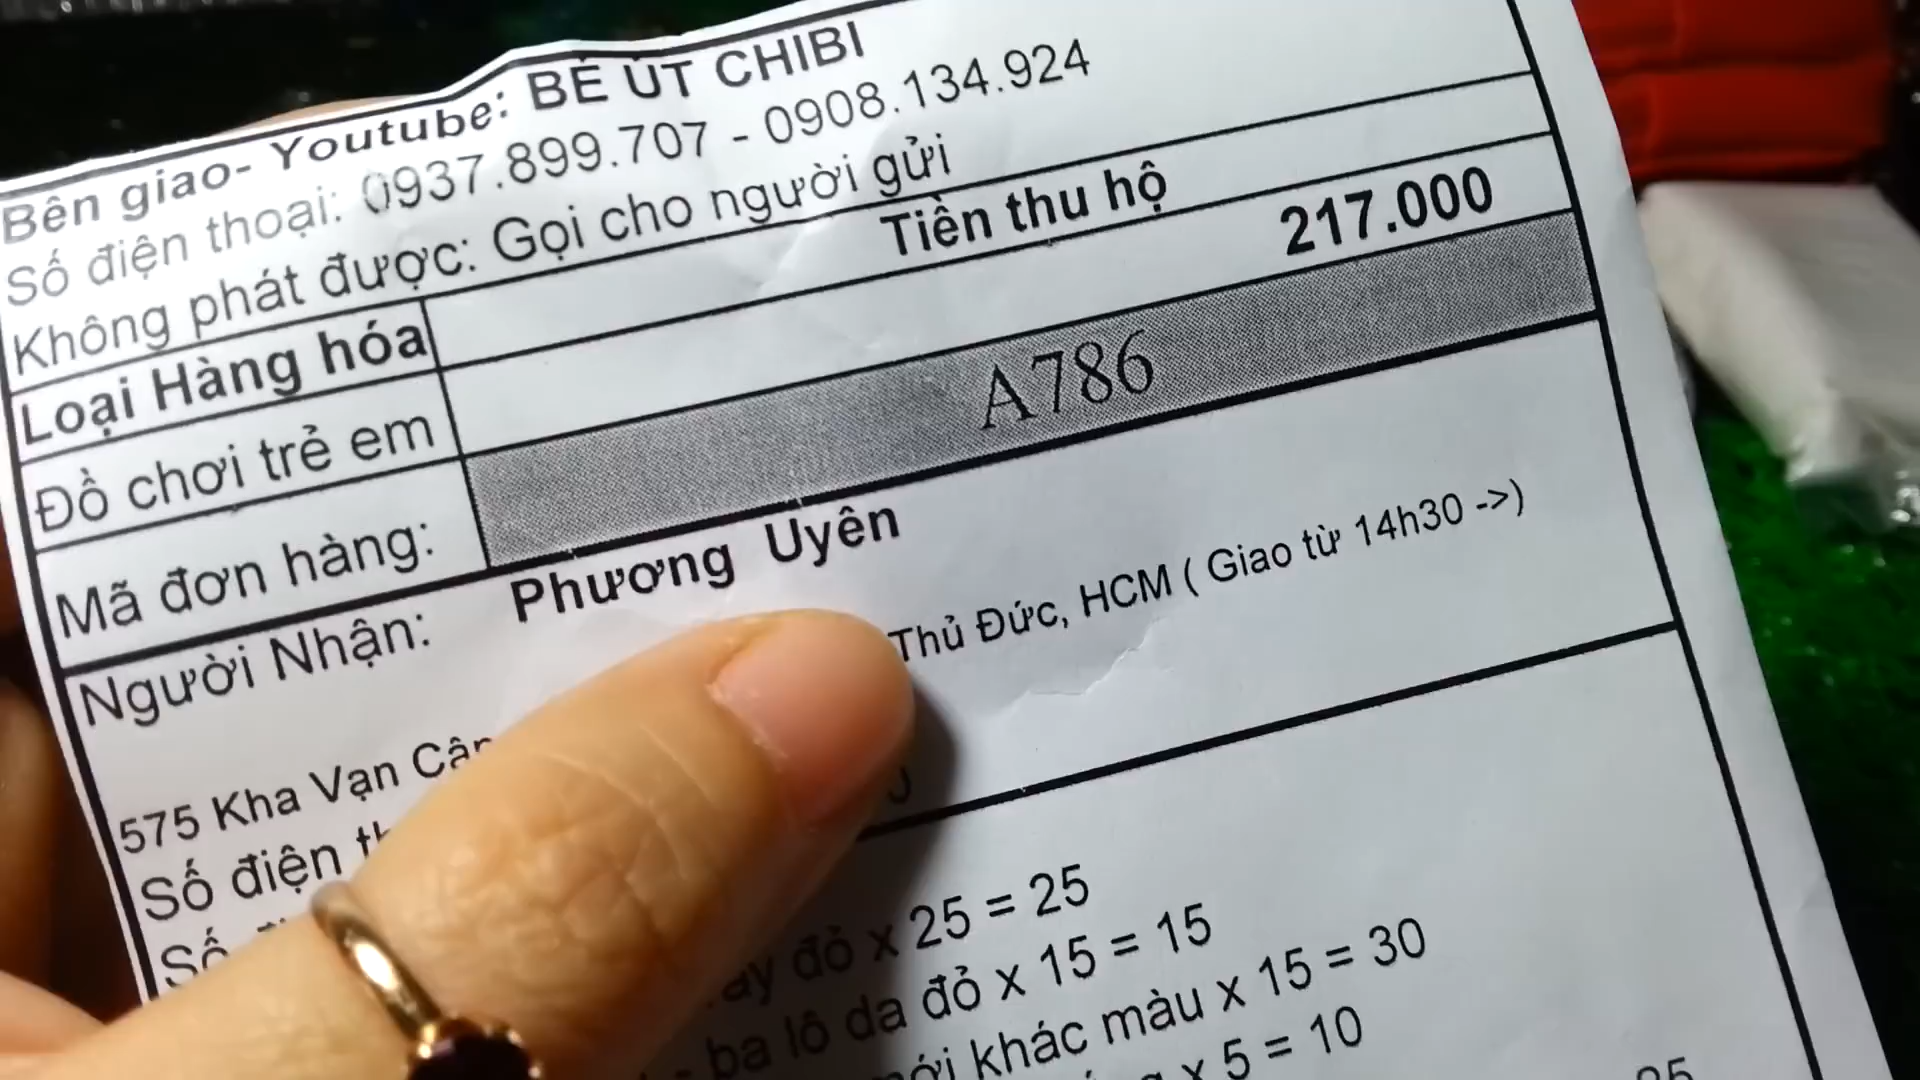 Bên giao- Youtube: BÉ ÚT CHIBI
Số điện thoại: 0937.899.707 - 0908.134.924
Không phát được: Gọi cho người gửi
Loại Hàng hóa Tiền thu hộ
Đồ chơi trẻ em 217.000
Mã đơn hàng: A786
Người Nhận: Phương Uyên
575 Kha Vạn Thủ Đức, HCM ( Giao từ 14h30 ->)
Số điện
Số
đỏ x 25 = 25
- ba lô da đỏ x 15 = 15
khác màu x 15 = 30
x 5 = 10